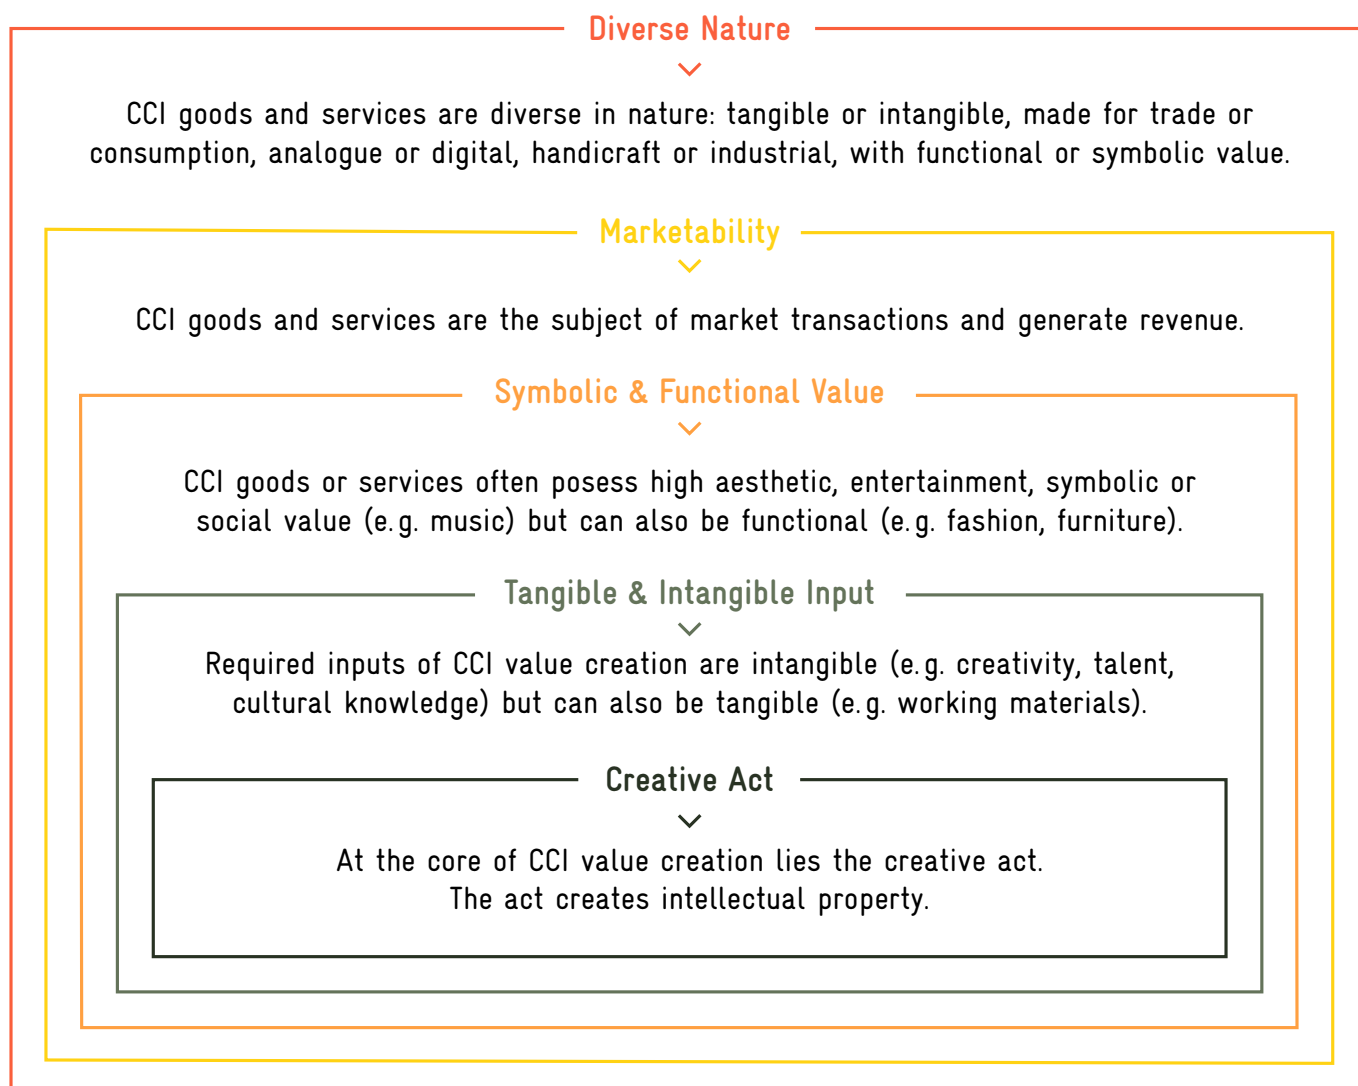 Diverse Nature
CCI goods and services are diverse in nature: tangible or intangible, made for trade or
consumption, analogue or digital, handicraft or industrial, with functional or symbolic value.
Marketability
CCI goods and services are the subject of market transactions and generate revenue.
Symbolic & Functional Value
CCI goods or services often posess high aesthetic, entertainment, symbolic or
social value (e.g. music) but can also be functional (e.g. fashion, furniture).
Tangible & Intangible Input
Required inputs of CCI value creation are intangible (e.g. creativity, talent,
cultural knowledge) but can also be tangible (e.g. working materials).
Creative Act
At the core of CCI value creation lies the creative act.
The act creates intellectual property.